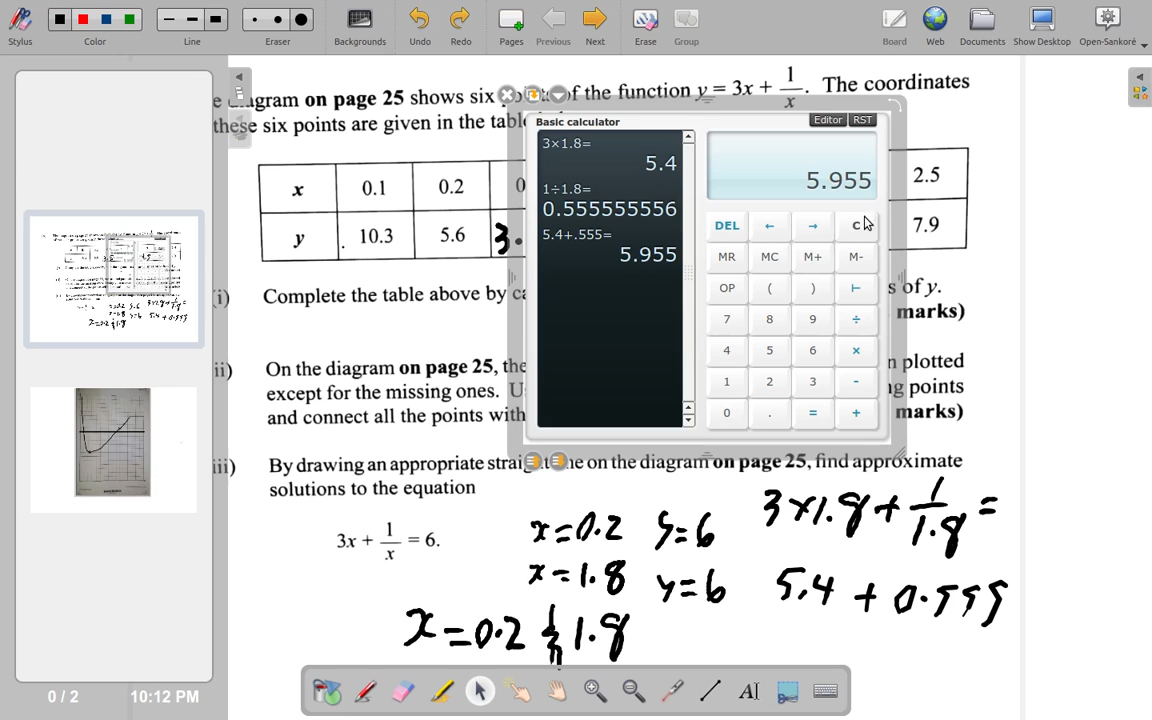 Stylus Color Line Eraser Backgrounds Undo Redo Pages Previous Next Erase Group Board Web Documents Show Desktop Open-Sankoré
e diagram on page 25 shows six points of the function y = 3x + 1/x. The coordinates
these six points are given in the table
x 0.1 0.2 0 2.5
y 10.3 5.6 3. 7.9
Basic calculator
Editor RST
3×1.8=
5.4
1÷1.8=
0.555555556
5.4+.555=
5.955
5.955
DEL ← → C
MR MC M+ M-
OP ( ) ⊢
7 8 9 ÷
4 5 6 ×
1 2 3 -
0 . = +
(i) Complete the table above by ca s of y.
marks)
ii) On the diagram on page 25, the n plotted
except for the missing ones. U ng points
and connect all the points with marks)
iii) By drawing an appropriate straight line on the diagram on page 25, find approximate
solutions to the equation
3x + 1/x = 6.
x=0.2 y=6
x=1.8 y=6
x=0.2 & 1.8
3×1.8+1/1.8=
5.4 + 0.555
0 / 2 10:12 PM